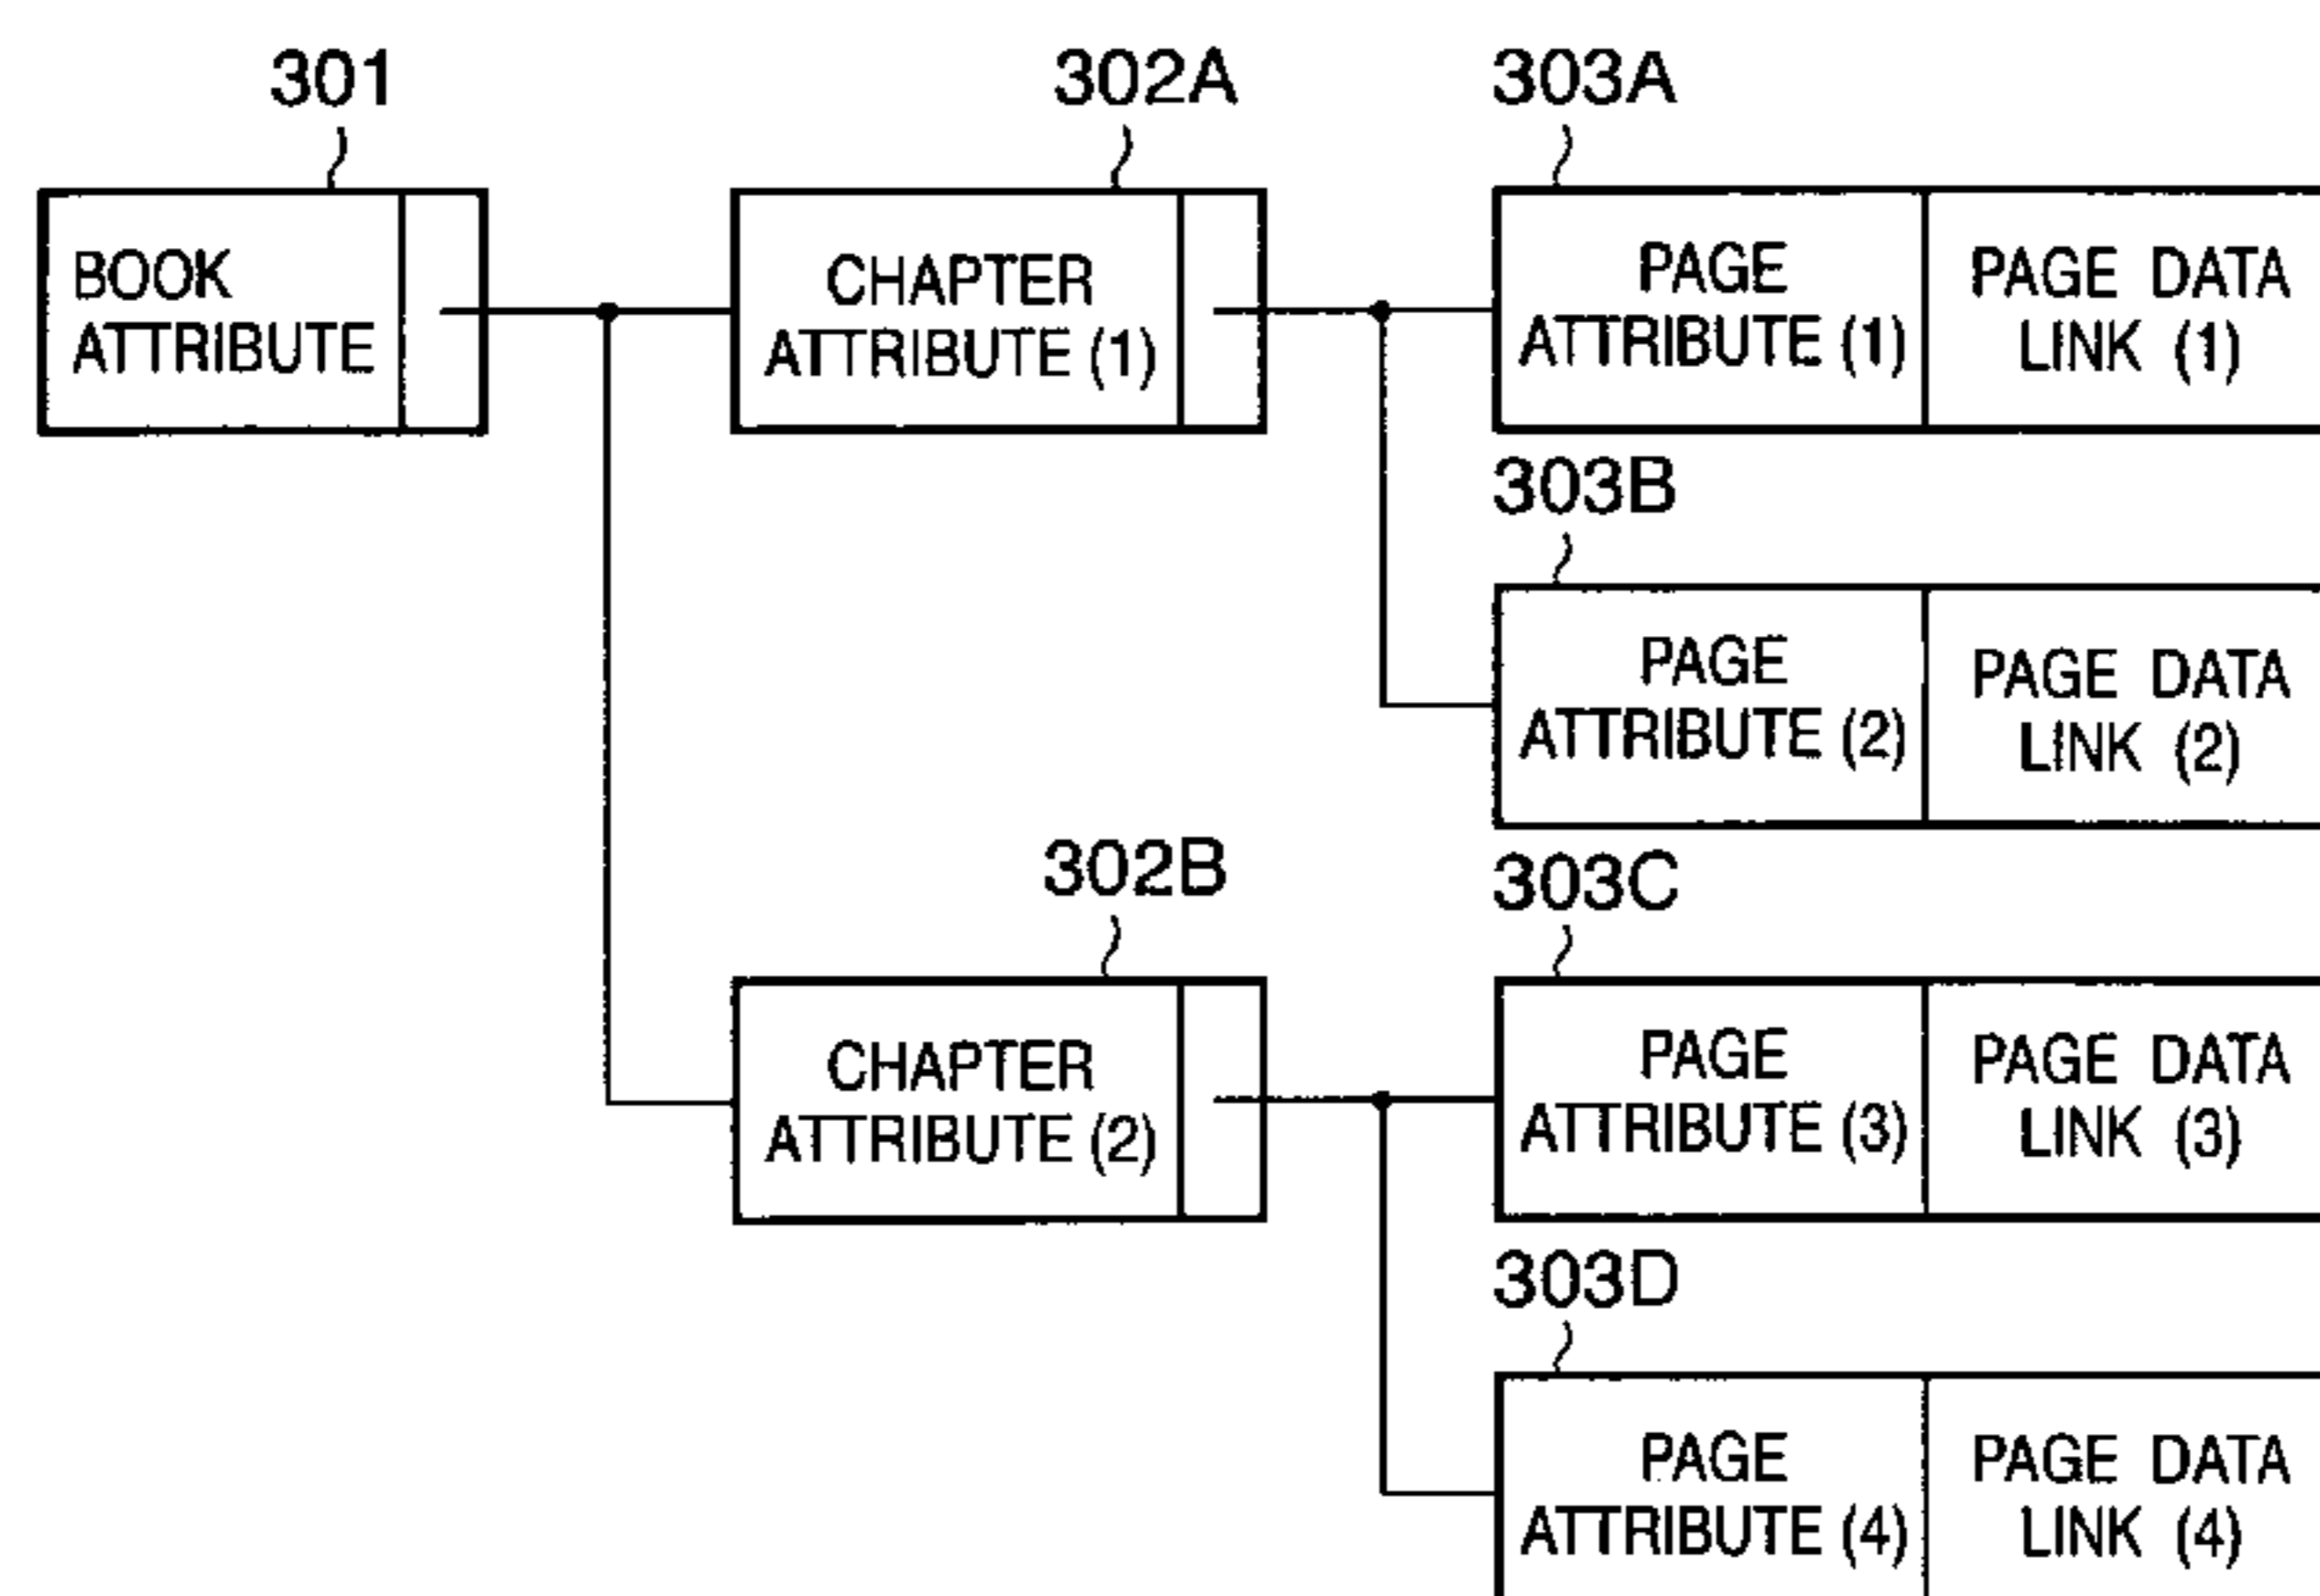 301
302A
303A
BOOK
ATTRIBUTE
CHAPTER
ATTRIBUTE (1)
PAGE
ATTRIBUTE (1)
PAGE DATA
LINK (1)
303B
PAGE
ATTRIBUTE (2)
PAGE DATA
LINK (2)
302B
303C
CHAPTER
ATTRIBUTE (2)
PAGE
ATTRIBUTE (3)
PAGE DATA
LINK (3)
303D
PAGE
ATTRIBUTE (4)
PAGE DATA
LINK (4)